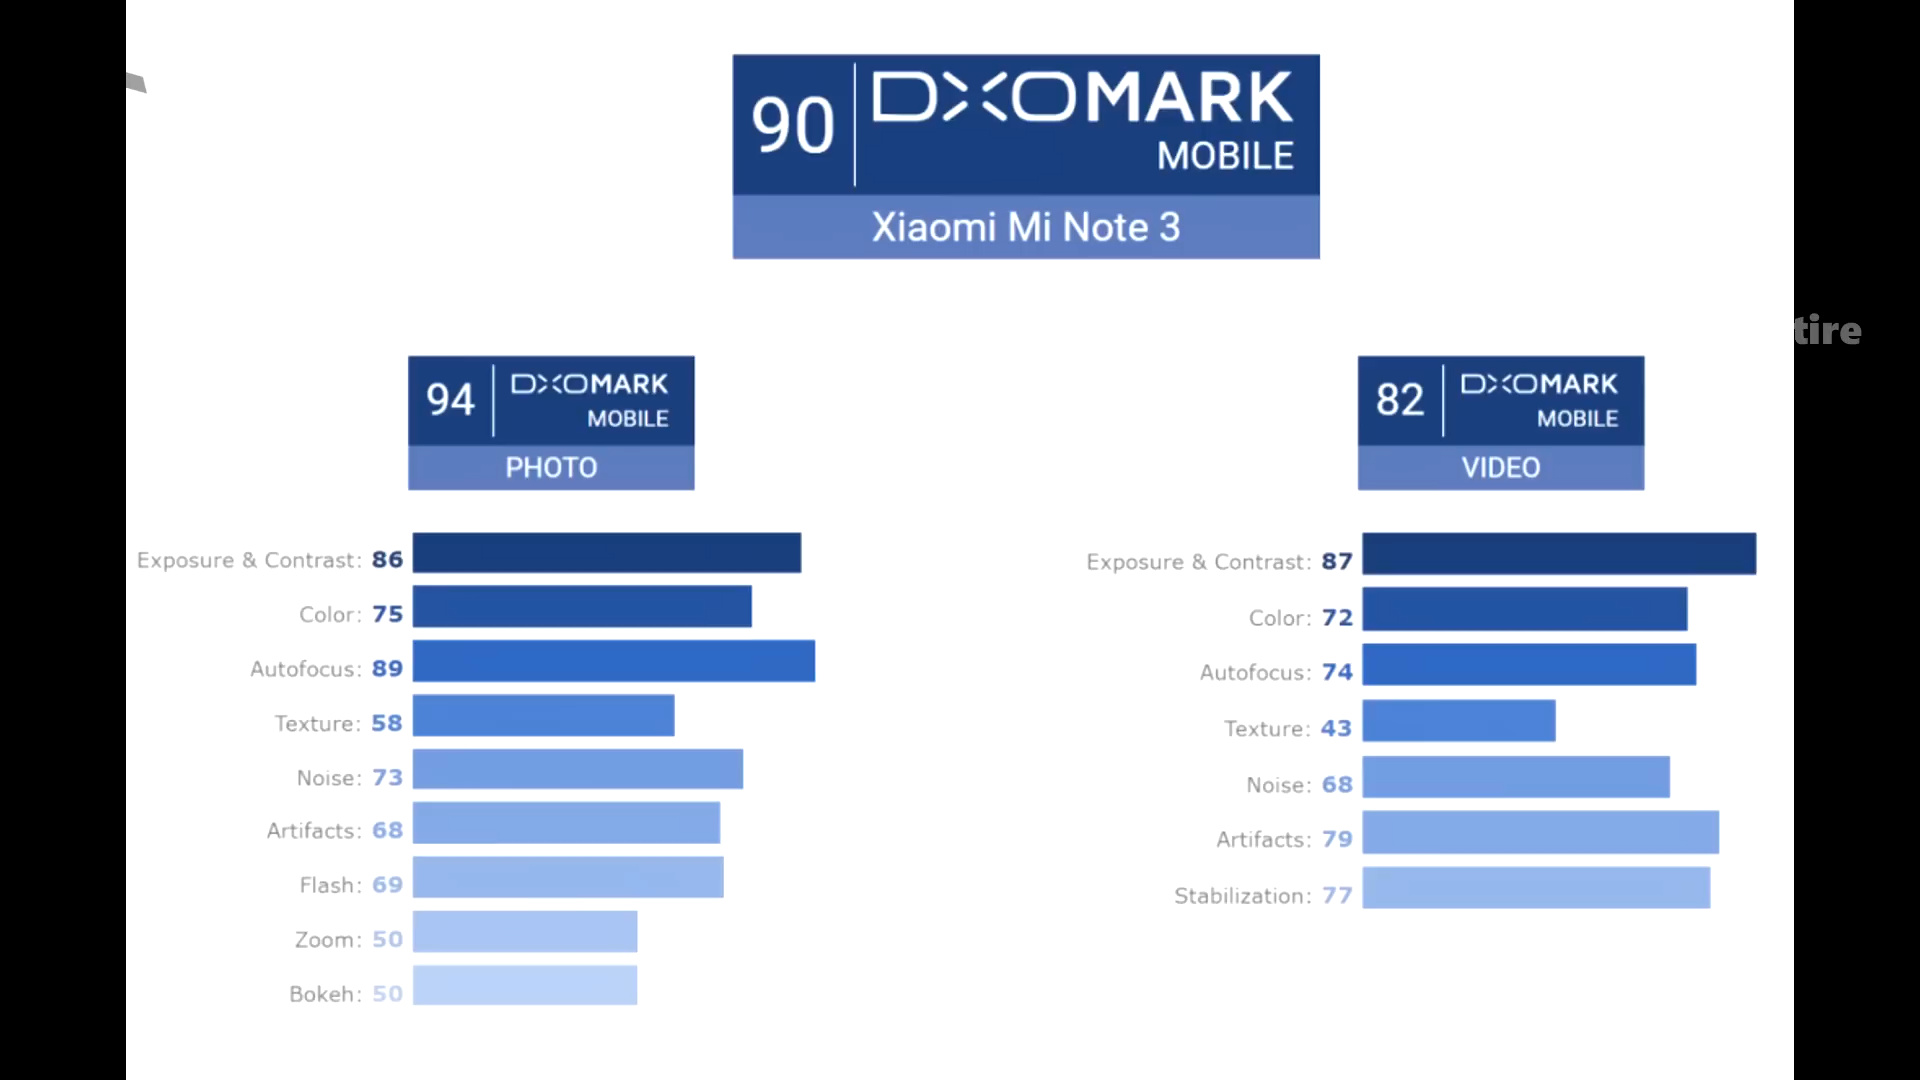 90 DXOMARK
MOBILE
Xiaomi Mi Note 3
tire
94 DXOMARK
MOBILE
PHOTO
Exposure & Contrast: 86
Color: 75
Autofocus: 89
Texture: 58
Noise: 73
Artifacts: 68
Flash: 69
Zoom: 50
Bokeh: 50
82 DXOMARK
MOBILE
VIDEO
Exposure & Contrast: 87
Color: 72
Autofocus: 74
Texture: 43
Noise: 68
Artifacts: 79
Stabilization: 77